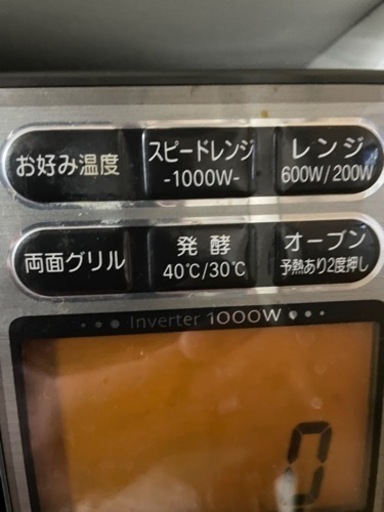 お好み温度
スピードレンジ
-1000W-
レンジ
600W/200W
両面グリル
発酵
40℃/30℃
オーブン
予熱あり2度押し
Inverter 1000W
0